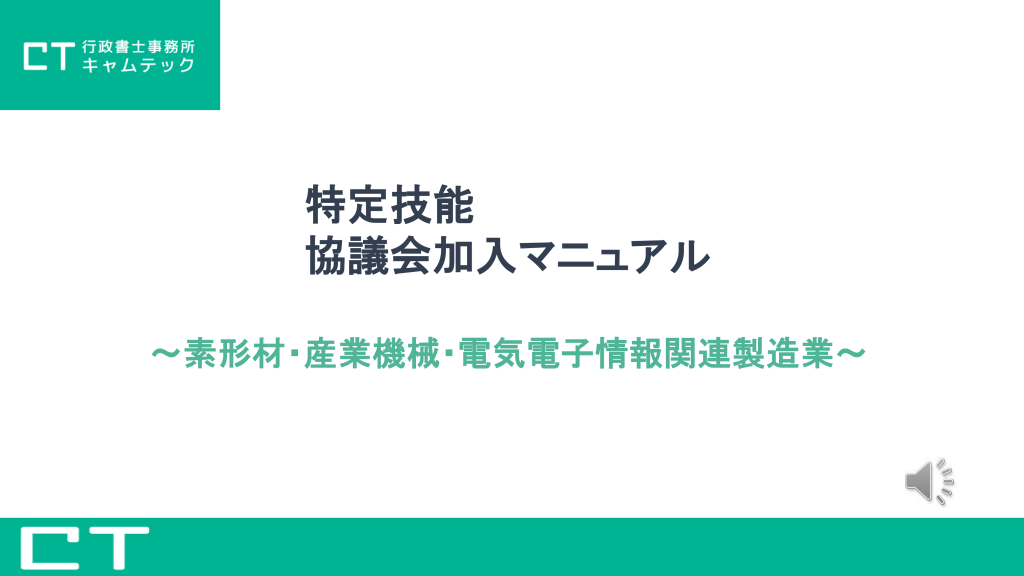 CT 行政書士事務所
キャムテック
特定技能
協議会加入マニュアル
～素形材・産業機械・電気電子情報関連製造業～
CT